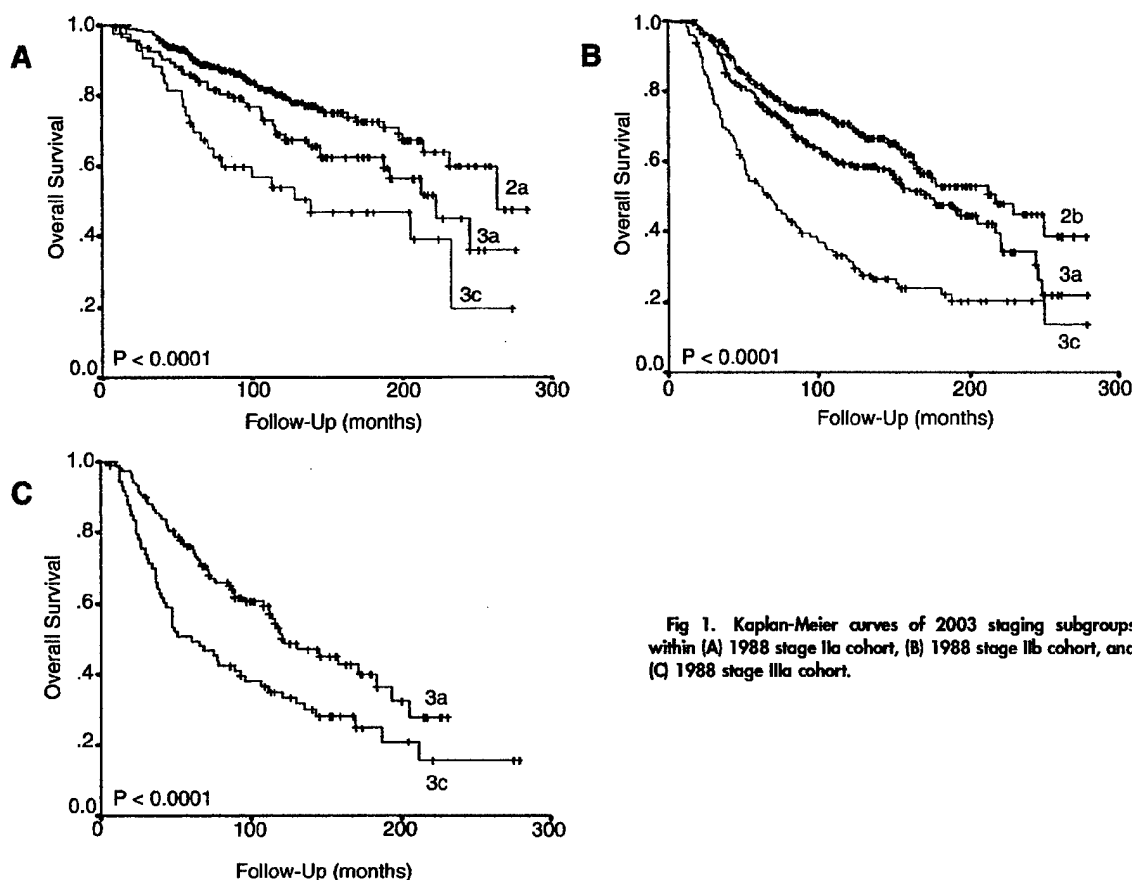 A
Overall Survival
1.0
.8
.6
.4
.2
0.0
2a
3a
3c
P < 0.0001
0
100
200
300
Follow-Up (months)
B
Overall Survival
1.0
.8
.6
.4
.2
0.0
2b
3a
3c
P < 0.0001
0
100
200
300
Follow-Up (months)
C
Overall Survival
1.0
.8
.6
.4
.2
0.0
3a
3c
P < 0.0001
0
100
200
300
Follow-Up (months)
Fig 1. Kaplan-Meier curves of 2003 staging subgroups
within (A) 1988 stage IIa cohort, (B) 1988 stage IIb cohort, and
(C) 1988 stage IIIa cohort.